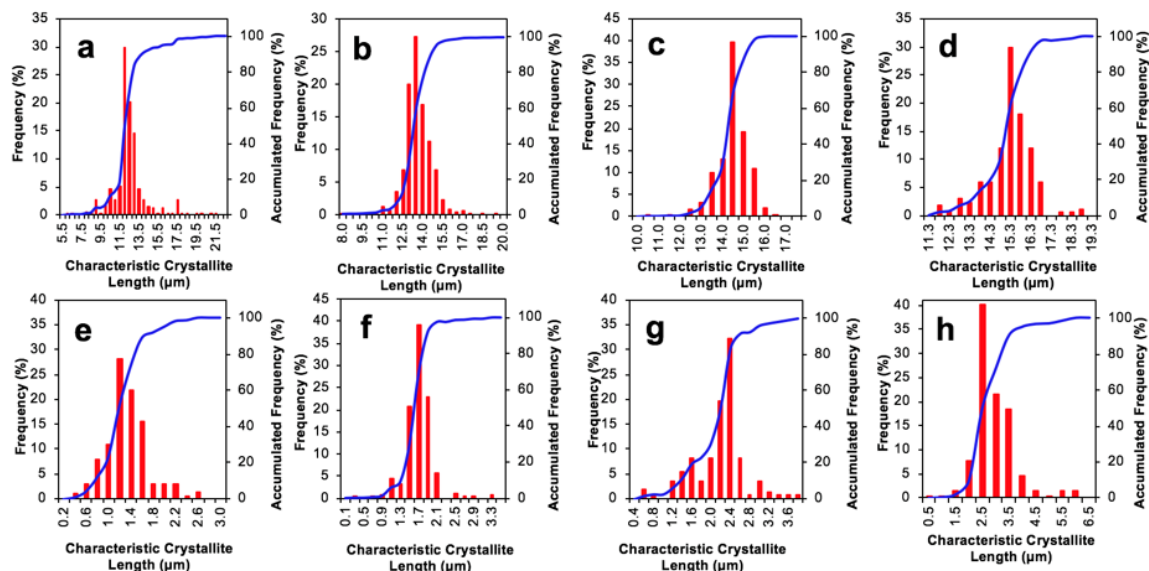 a
Frequency (%)
35
30
25
20
15
10
5
0
100
80
60
40
20
0
Accumulated Frequency (%)
5.5 7.5 9.5 11.5 13.5 15.5 17.5 19.5 21.5
Characteristic Crystallite
Length (µm)
b
Frequency (%)
30
25
20
15
10
5
0
100
80
60
40
20
0
Accumulated Frequency (%)
8.0 11.0 12.5 14.0 15.5 17.0 18.5 20.0
Characteristic Crystallite
Length (µm)
c
Frequency (%)
45
40
35
30
25
20
15
10
5
0
100
80
60
40
20
0
Accumulated Frequency (%)
10.0 11.0 12.0 13.0 14.0 15.0 16.0 17.0
Characteristic Crystallite
Length (µm)
d
Frequency (%)
35
30
25
20
15
10
5
0
100
80
60
40
20
0
Accumulated Frequency (%)
11.3 12.3 13.3 14.3 15.3 16.3 17.3 18.3 19.3
Characteristic Crystallite
Length (µm)
e
Frequency (%)
40
35
30
25
20
15
10
5
0
100
80
60
40
20
0
Accumulated Frequency (%)
0.2 0.6 1.0 1.4 1.8 2.2 2.6 3.0
Characteristic Crystallite
Length (µm)
f
Frequency (%)
45
40
35
30
25
20
15
10
5
0
100
80
60
40
20
0
Accumulated Frequency (%)
0.1 0.5 0.9 1.3 1.7 2.1 2.5 2.9 3.3
Characteristic Crystallite
Length (µm)
g
Frequency (%)
40
35
30
25
20
15
10
5
0
100
80
60
40
20
0
Accumulated Frequency (%)
0.4 0.8 1.2 1.6 2.0 2.4 2.8 3.2 3.6
Characteristic Crystallite
Length (µm)
h
Frequency (%)
40
35
30
25
20
15
10
5
0
100
80
60
40
20
0
Accumulated Frequency (%)
0.5 1.5 2.5 3.5 4.5 5.5 6.5
Characteristic Crystallite
Length (µm)